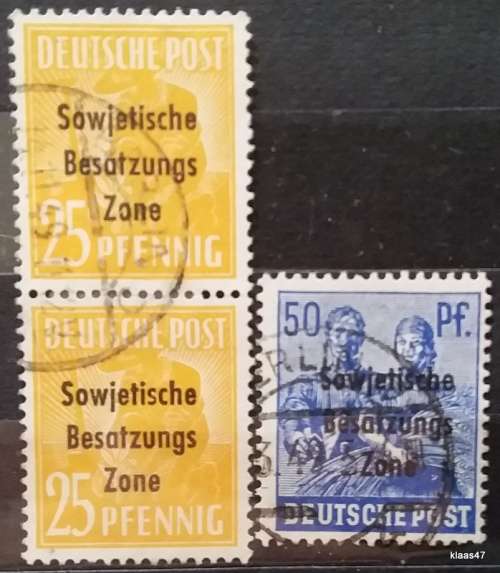 DEUTSCHE POST
Sowjetische
Besatzungs
Zone
25 PFENNIG
DEUTSCHE POST
Sowjetische
Besatzungs
Zone
25 PFENNIG
50 Pf.
Sowjetische
Besatzungs
Zone
DEUTSCHE POST
klaas47